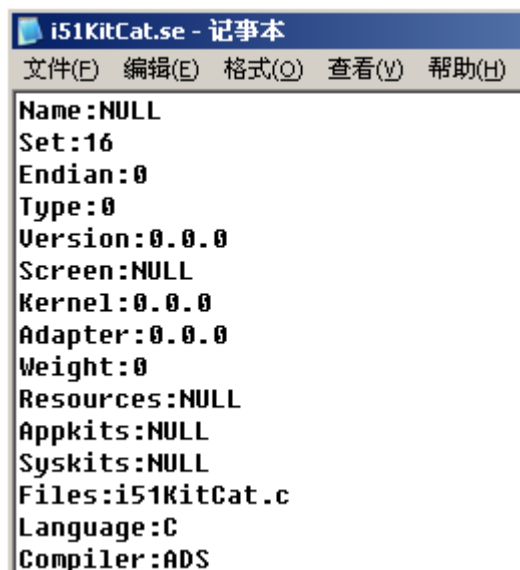 i51KitCat.se - 记事本
文件(F) 编辑(E) 格式(O) 查看(V) 帮助(H)
Name:NULL
Set:16
Endian:0
Type:0
Version:0.0.0
Screen:NULL
Kernel:0.0.0
Adapter:0.0.0
Weight:0
Resources:NULL
Appkits:NULL
Syskits:NULL
Files:i51KitCat.c
Language:C
Compiler:ADS